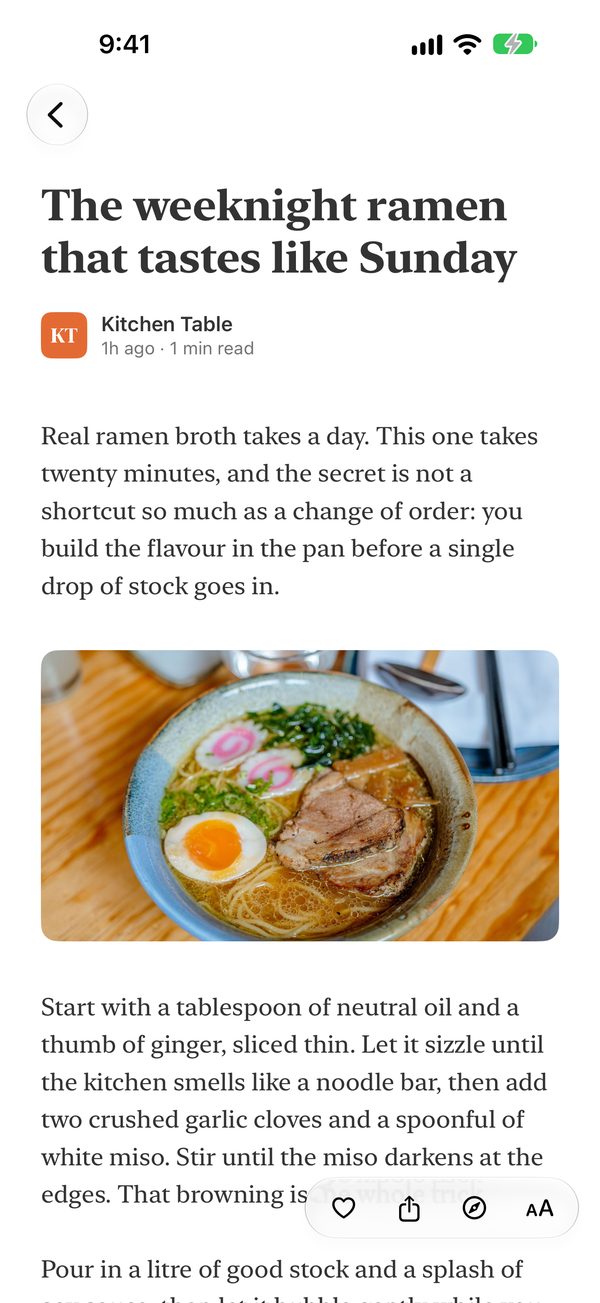 9:41
The weeknight ramen
that tastes like Sunday
KT
Kitchen Table
1h ago · 1 min read
Real ramen broth takes a day. This one takes
twenty minutes, and the secret is not a
shortcut so much as a change of order: you
build the flavour in the pan before a single
drop of stock goes in.
Start with a tablespoon of neutral oil and a
thumb of ginger, sliced thin. Let it sizzle until
the kitchen smells like a noodle bar, then add
two crushed garlic cloves and a spoonful of
white miso. Stir until the miso darkens at the
edges. That browning is the whole trick.
AA
Pour in a litre of good stock and a splash of